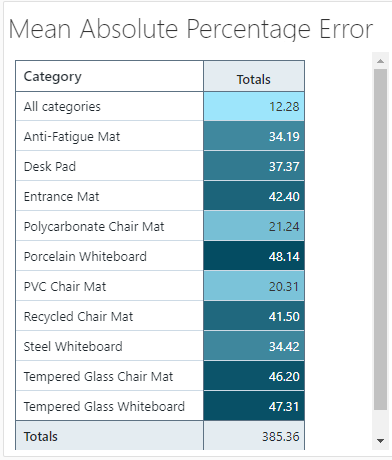 Mean Absolute Percentage Error
Category Totals
All categories 12.28
Anti-Fatigue Mat 34.19
Desk Pad 37.37
Entrance Mat 42.40
Polycarbonate Chair Mat 21.24
Porcelain Whiteboard 48.14
PVC Chair Mat 20.31
Recycled Chair Mat 41.50
Steel Whiteboard 34.42
Tempered Glass Chair Mat 46.20
Tempered Glass Whiteboard 47.31
Totals 385.36